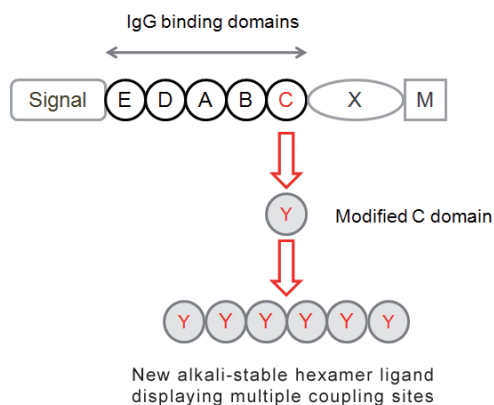 IgG binding domains
Signal E D A B C X M
Y Modified C domain
Y Y Y Y Y Y
New alkali-stable hexamer ligand
displaying multiple coupling sites